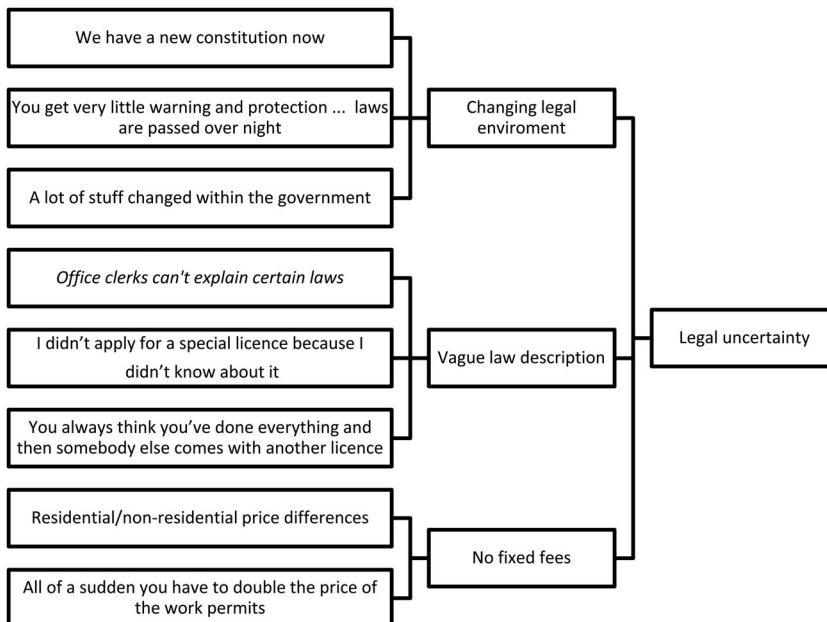 We have a new constitution now
You get very little warning and protection ... laws
are passed over night
Changing legal
enviroment
A lot of stuff changed within the government
Office clerks can't explain certain laws
I didn’t apply for a special licence because I
didn’t know about it
Vague law description
Legal uncertainty
You always think you’ve done everything and
then somebody else comes with another licence
Residential/non-residential price differences
No fixed fees
All of a sudden you have to double the price of
the work permits